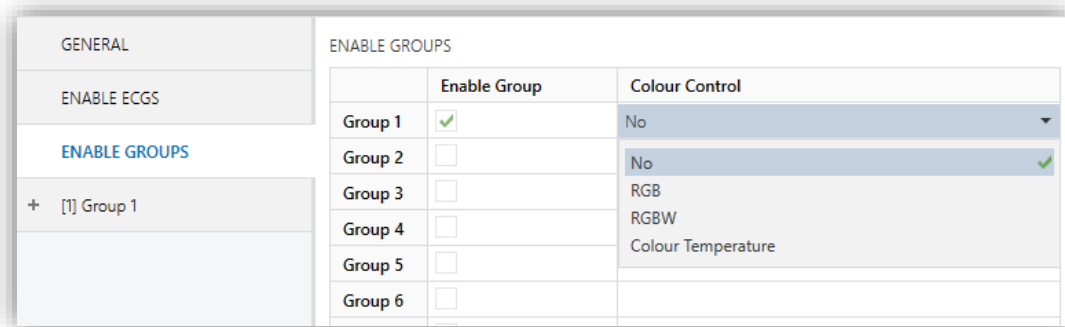 GENERAL
ENABLE ECGS
ENABLE GROUPS
+ [1] Group 1
ENABLE GROUPS
Enable Group Colour Control
Group 1 No
Group 2
Group 3
Group 4
Group 5
Group 6
No
RGB
RGBW
Colour Temperature